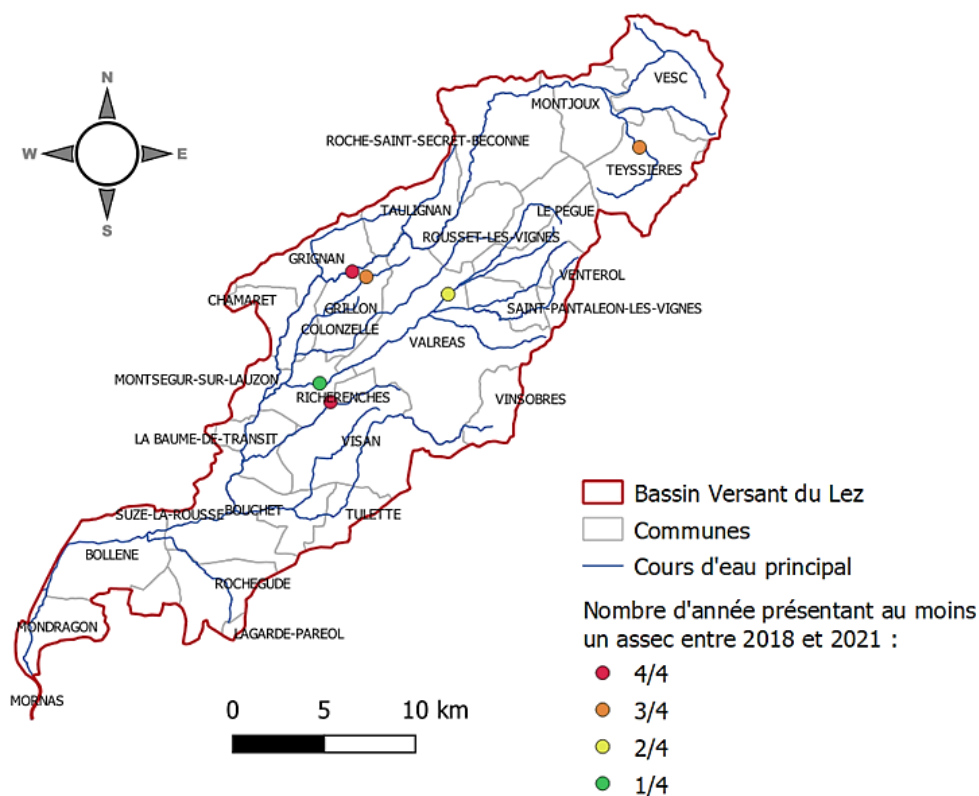 N
W
E
S
VESC
MONTJOUX
ROCHE-SAINT-SECRET-BECONNE
TEYSSIERES
TAULIGNAN
LE PEGUE
ROUSSET-LES-VIGNES
GRIGNAN
VENTEROL
CHAMARET
GRILLON
SAINT-PANTALEON-LES-VIGNES
COLONZELLE
VALREAS
MONTSEGUR-SUR-LAUZON
RICHERENCHES
VINSOBRES
LA BAUME-DE-TRANSIT
VISAN
SUZE-LA-ROUSSE
BOUCHET
TULETTE
BOLLENE
ROCHEGUDE
MONDRAGON
LAGARDE-PAREOL
MORNAS
0 5 10 km
Bassin Versant du Lez
Communes
Cours d'eau principal
Nombre d'année présentant au moins
un assec entre 2018 et 2021 :
4/4
3/4
2/4
1/4